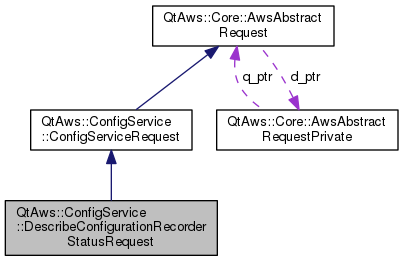 QtAws::Core::AwsAbstract
Request
q_ptr
d_ptr
QtAws::ConfigService
::ConfigServiceRequest
QtAws::Core::AwsAbstract
RequestPrivate
QtAws::ConfigService
::DescribeConfigurationRecorder
StatusRequest